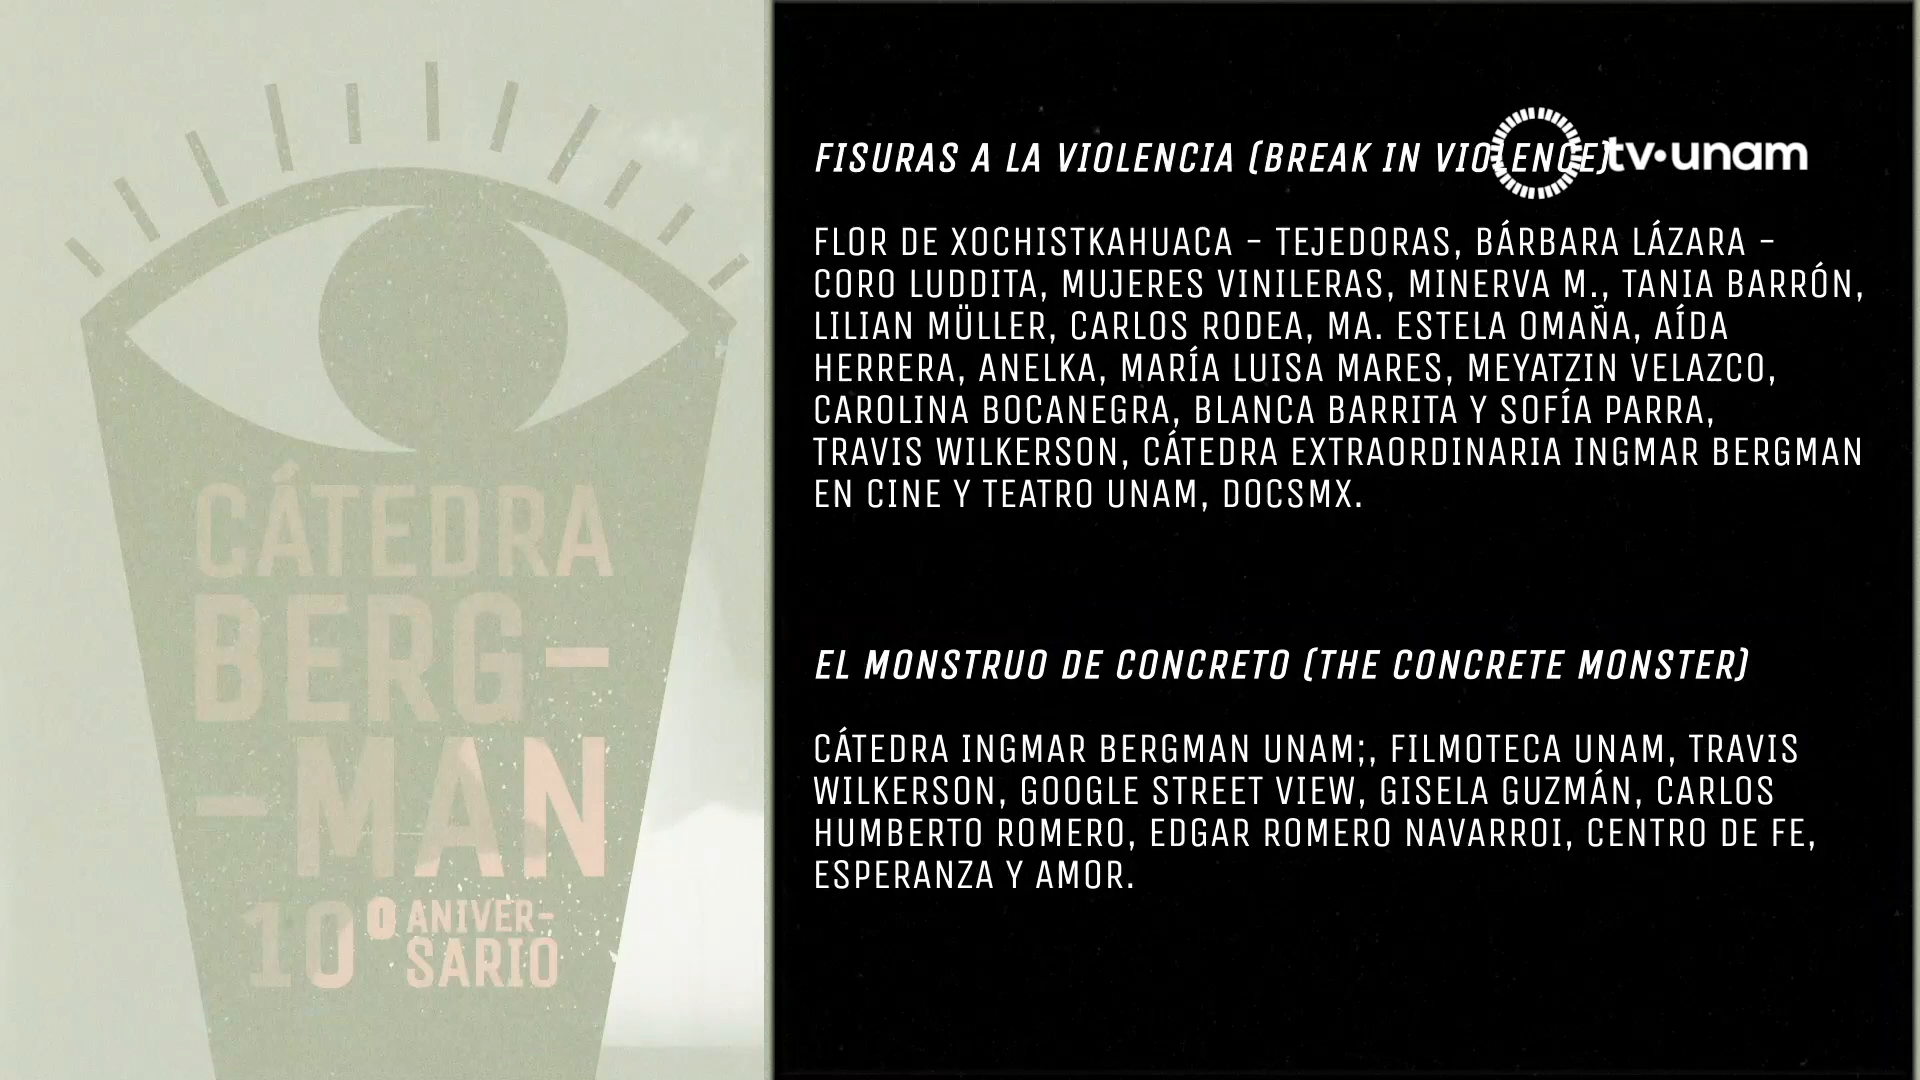 CÁTEDRA
BERG-
-MAN
10º ANIVER-
SARIO
FISURAS A LA VIOLENCIA (BREAK IN VIOLENCE)
tv·unam
FLOR DE XOCHISTKAHUACA – TEJEDORAS, BÁRBARA LÁZARA –
CORO LUDDITA, MUJERES VINILERAS, MINERVA M., TANIA BARRÓN,
LILIAN MÜLLER, CARLOS RODEA, MA. ESTELA OMAÑA, AÍDA
HERRERA, ANELKA, MARÍA LUISA MARES, MEYATZIN VELAZCO,
CAROLINA BOCANEGRA, BLANCA BARRITA Y SOFÍA PARRA,
TRAVIS WILKERSON, CÁTEDRA EXTRAORDINARIA INGMAR BERGMAN
EN CINE Y TEATRO UNAM, DOCSMX.
EL MONSTRUO DE CONCRETO (THE CONCRETE MONSTER)
CÁTEDRA INGMAR BERGMAN UNAM;, FILMOTECA UNAM, TRAVIS
WILKERSON, GOOGLE STREET VIEW, GISELA GUZMÁN, CARLOS
HUMBERTO ROMERO, EDGAR ROMERO NAVARROI, CENTRO DE FE,
ESPERANZA Y AMOR.